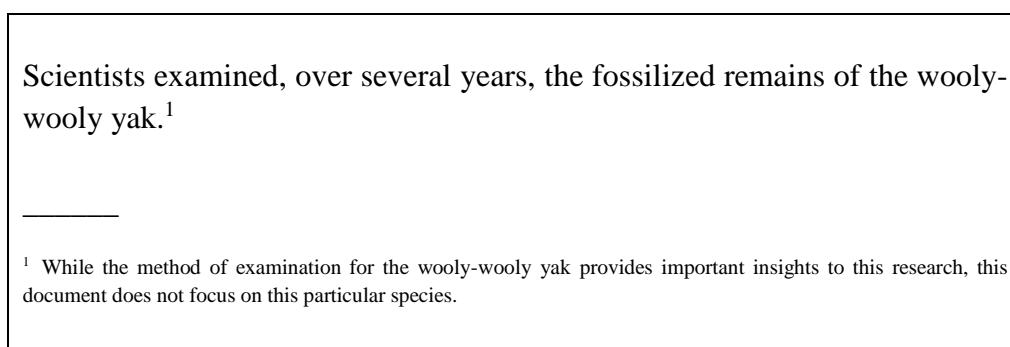 Scientists examined, over several years, the fossilized remains of the wooly-
wooly yak.¹
______
¹ While the method of examination for the wooly-wooly yak provides important insights to this research, this
document does not focus on this particular species.